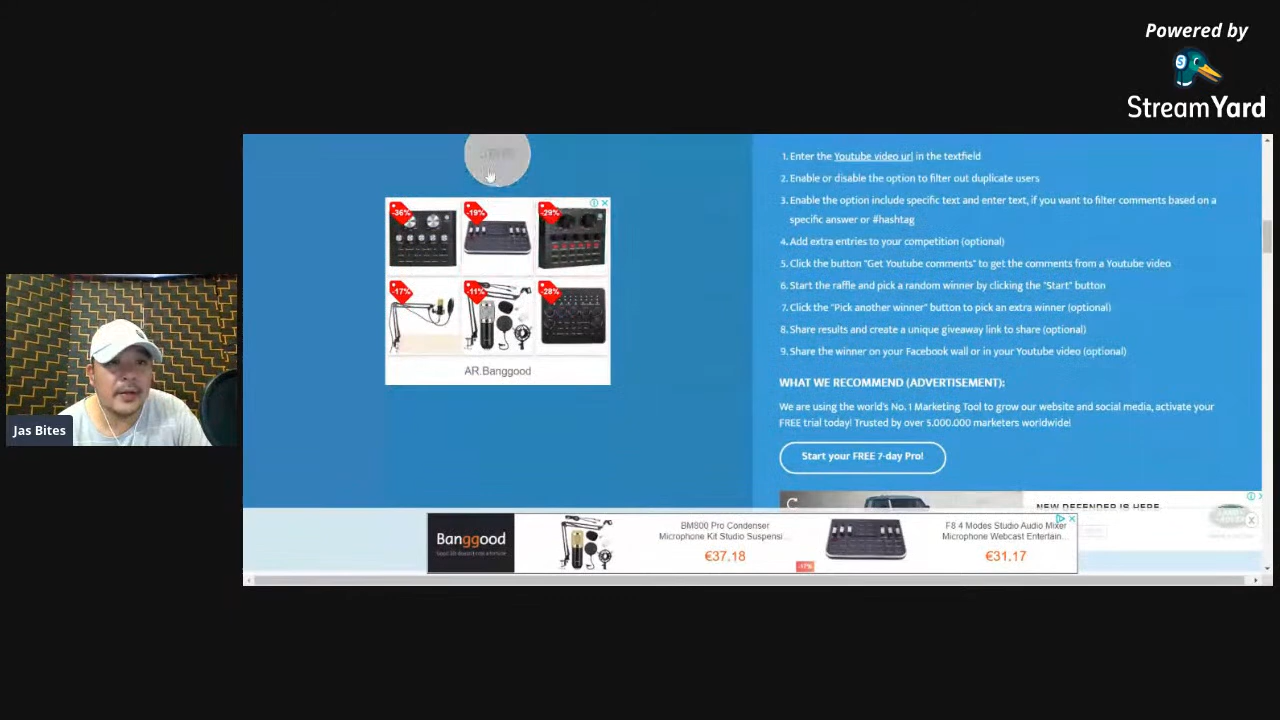 Powered by
StreamYard
1. Enter the Youtube video url in the textfield
2. Enable or disable the option to filter out duplicate users
3. Enable the option include specific text and enter text, if you want to filter comments based on a
specific answer or #hashtag
4. Add extra entries to your competition (optional)
5. Click the button "Get Youtube comments" to get the comments from a Youtube video
6. Start the raffle and pick a random winner by clicking the "Start" button
7. Click the "Pick another winner" button to pick an extra winner (optional)
8. Share results and create a unique giveaway link to share (optional)
9. Share the winner on your Facebook wall or in your Youtube video (optional)
-36%
-19%
-29%
-17%
-11%
-28%
AR.Banggood
WHAT WE RECOMMEND (ADVERTISEMENT):
We are using the world's No. 1 Marketing Tool to grow our website and social media, activate your
FREE trial today! Trusted by over 5.000.000 marketers worldwide!
Start your FREE 7-day Pro!
Jas Bites
NEW DEFENDER IS HERE
Banggood
BM800 Pro Condenser
Microphone Kit Studio Suspensi...
€37.18
-17%
F8 4 Modes Studio Audio Mixer
Microphone Webcast Entertain...
€31.17